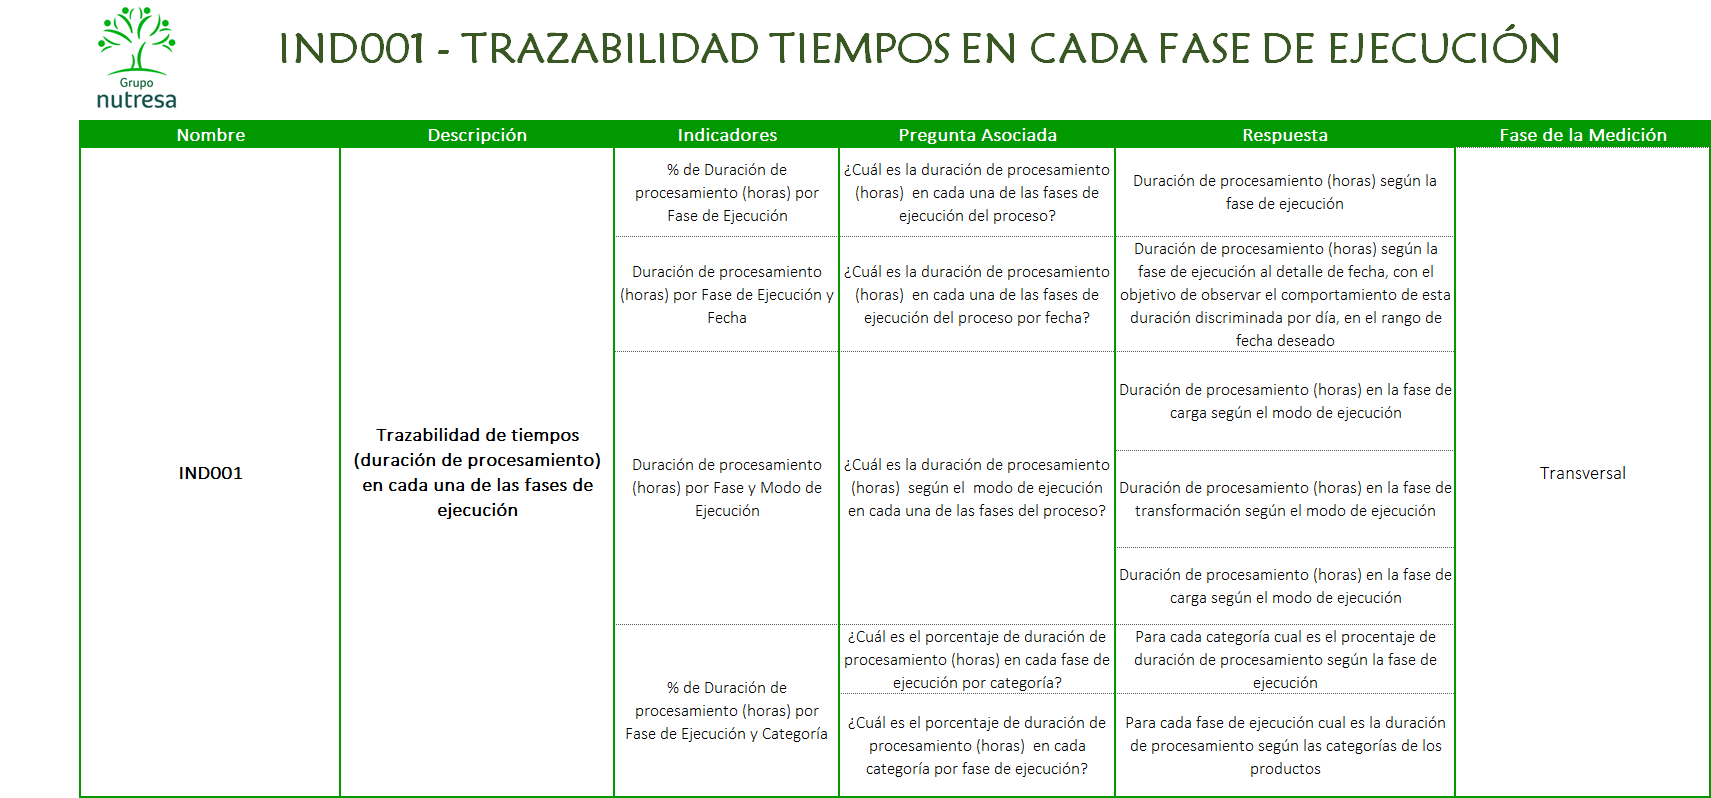 Grupo
nutresa
IND001 - TRAZABILIDAD TIEMPOS EN CADA FASE DE EJECUCIÓN
Nombre
Descripción
Indicadores
Pregunta Asociada
Respuesta
Fase de la Medición
IND001
Trazabilidad de tiempos
(duración de procesamiento)
en cada una de las fases de
ejecución
% de Duración de
procesamiento (horas) por
Fase de Ejecución
¿Cuál es la duración de procesamiento
(horas)  en cada una de las fases de
ejecución del proceso?
Duración de procesamiento (horas) según la
fase de ejecución
Duración de procesamiento
(horas) por Fase de Ejecución y
Fecha
¿Cuál es la duración de procesamiento
(horas)  en cada una de las fases de
ejecución del proceso por fecha?
Duración de procesamiento (horas) según la
fase de ejecución al detalle de fecha, con el
objetivo de observar el comportamiento de esta
duración discriminada por día, en el rango de
fecha deseado
Duración de procesamiento
(horas) por Fase y Modo de
Ejecución
¿Cuál es la duración de procesamiento
(horas)  según el  modo de ejecución
en cada una de las fases del proceso?
Duración de procesamiento (horas) en la fase de
carga según el modo de ejecución
Duración de procesamiento (horas) en la fase de
transformación según el modo de ejecución
Duración de procesamiento (horas) en la fase de
carga según el modo de ejecución
% de Duración de
procesamiento (horas) por
Fase de Ejecución y Categoría
¿Cuál es el porcentaje de duración de
procesamiento (horas) en cada fase de
ejecución por categoría?
Para cada categoría cual es el procentaje de
duración de procesamiento según la fase de
ejecución
¿Cuál es el porcentaje de duración de
procesamiento (horas)  en cada
categoría por fase de ejecución?
Para cada fase de ejecución cual es la duración
de procesamiento según las categorías de los
productos
Transversal